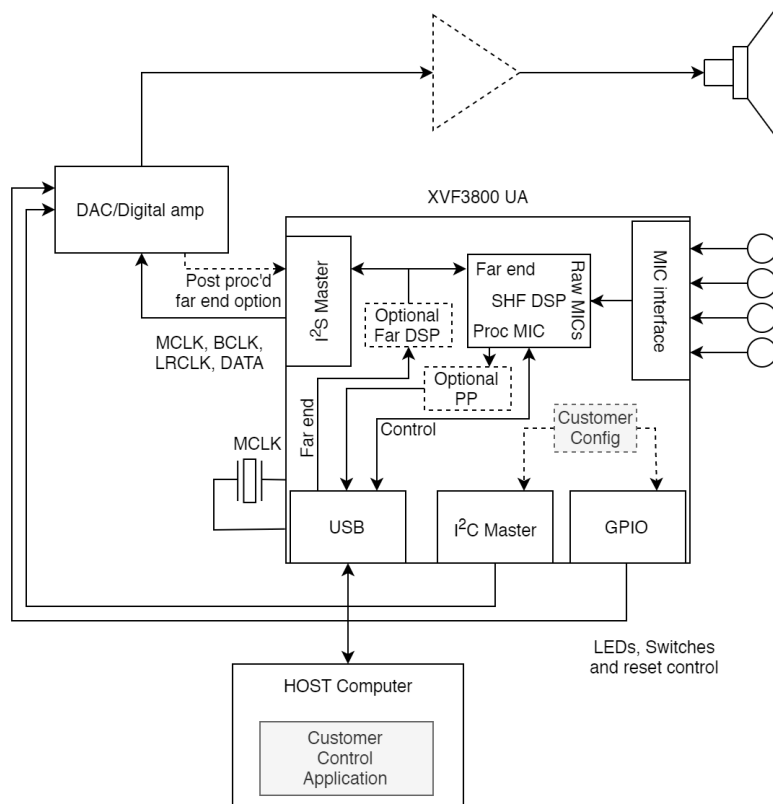 DAC/Digital amp
XVF3800 UA
Post proc'd
far end option
MCLK, BCLK,
LRCLK, DATA
I²S Master
Far end
SHF DSP
Proc MIC
Raw MICs
MIC interface
Optional
Far DSP
Optional
PP
Far end
Control
Customer
Config
MCLK
USB
I²C Master
GPIO
LEDs, Switches
and reset control
HOST Computer
Customer
Control
Application